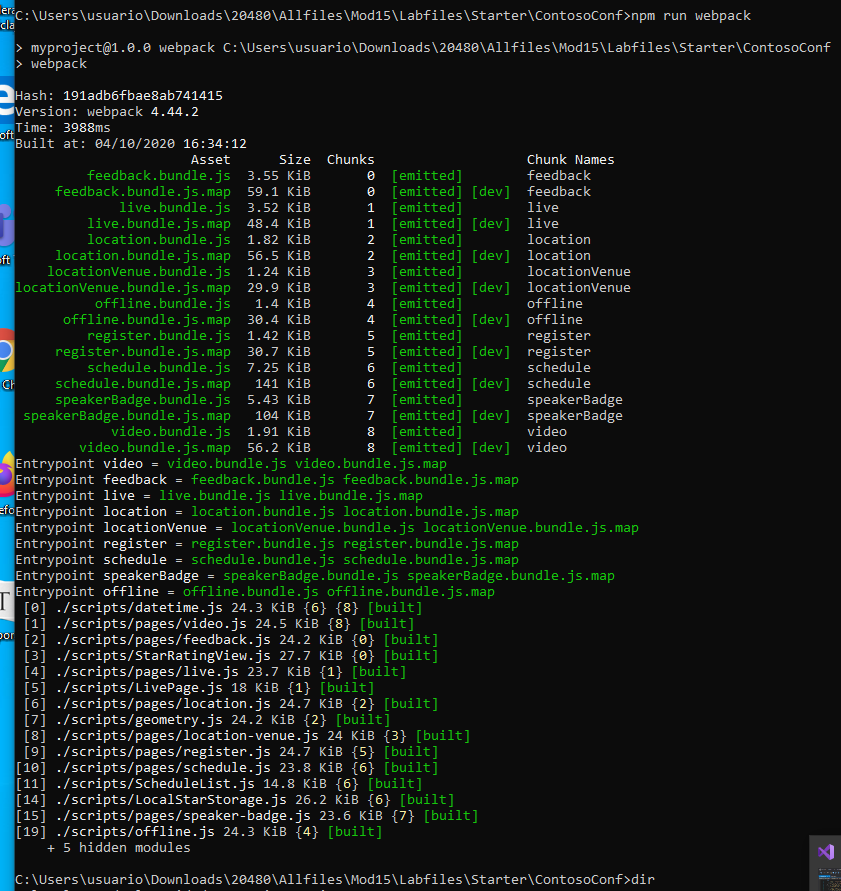 C:\Users\usuario\Downloads\20480\Allfiles\Mod15\Labfiles\Starter\ContosoConf>npm run webpack
> myproject@1.0.0 webpack C:\Users\usuario\Downloads\20480\Allfiles\Mod15\Labfiles\Starter\ContosoConf
> webpack
Hash: 191adb6fbae8ab741415
Version: webpack 4.44.2
Time: 3988ms
Built at: 04/10/2020 16:34:12
Asset Size Chunks Chunk Names
feedback.bundle.js 3.55 KiB 0 [emitted] feedback
feedback.bundle.js.map 59.1 KiB 0 [emitted] [dev] feedback
live.bundle.js 3.52 KiB 1 [emitted] live
live.bundle.js.map 48.4 KiB 1 [emitted] [dev] live
location.bundle.js 1.82 KiB 2 [emitted] location
location.bundle.js.map 56.5 KiB 2 [emitted] [dev] location
locationVenue.bundle.js 1.24 KiB 3 [emitted] locationVenue
locationVenue.bundle.js.map 29.9 KiB 3 [emitted] [dev] locationVenue
offline.bundle.js 1.4 KiB 4 [emitted] offline
offline.bundle.js.map 30.4 KiB 4 [emitted] [dev] offline
register.bundle.js 1.42 KiB 5 [emitted] register
register.bundle.js.map 30.7 KiB 5 [emitted] [dev] register
schedule.bundle.js 7.25 KiB 6 [emitted] schedule
schedule.bundle.js.map 141 KiB 6 [emitted] [dev] schedule
speakerBadge.bundle.js 5.43 KiB 7 [emitted] speakerBadge
speakerBadge.bundle.js.map 104 KiB 7 [emitted] [dev] speakerBadge
video.bundle.js 1.91 KiB 8 [emitted] video
video.bundle.js.map 56.2 KiB 8 [emitted] [dev] video
Entrypoint video = video.bundle.js video.bundle.js.map
Entrypoint feedback = feedback.bundle.js feedback.bundle.js.map
Entrypoint live = live.bundle.js live.bundle.js.map
Entrypoint location = location.bundle.js location.bundle.js.map
Entrypoint locationVenue = locationVenue.bundle.js locationVenue.bundle.js.map
Entrypoint register = register.bundle.js register.bundle.js.map
Entrypoint schedule = schedule.bundle.js schedule.bundle.js.map
Entrypoint speakerBadge = speakerBadge.bundle.js speakerBadge.bundle.js.map
Entrypoint offline = offline.bundle.js offline.bundle.js.map
[0] ./scripts/datetime.js 24.3 KiB {6} {8} [built]
[1] ./scripts/pages/video.js 24.5 KiB {8} [built]
[2] ./scripts/pages/feedback.js 24.2 KiB {0} [built]
[3] ./scripts/StarRatingView.js 27.7 KiB {0} [built]
[4] ./scripts/pages/live.js 23.7 KiB {1} [built]
[5] ./scripts/LivePage.js 18 KiB {1} [built]
[6] ./scripts/pages/location.js 24.7 KiB {2} [built]
[7] ./scripts/geometry.js 24.2 KiB {2} [built]
[8] ./scripts/pages/location-venue.js 24 KiB {3} [built]
[9] ./scripts/pages/register.js 24.7 KiB {5} [built]
[10] ./scripts/pages/schedule.js 23.8 KiB {6} [built]
[11] ./scripts/ScheduleList.js 14.8 KiB {6} [built]
[14] ./scripts/LocalStarStorage.js 26.2 KiB {6} [built]
[15] ./scripts/pages/speaker-badge.js 23.6 KiB {7} [built]
[19] ./scripts/offline.js 24.3 KiB {4} [built]
+ 5 hidden modules
C:\Users\usuario\Downloads\20480\Allfiles\Mod15\Labfiles\Starter\ContosoConf>dir